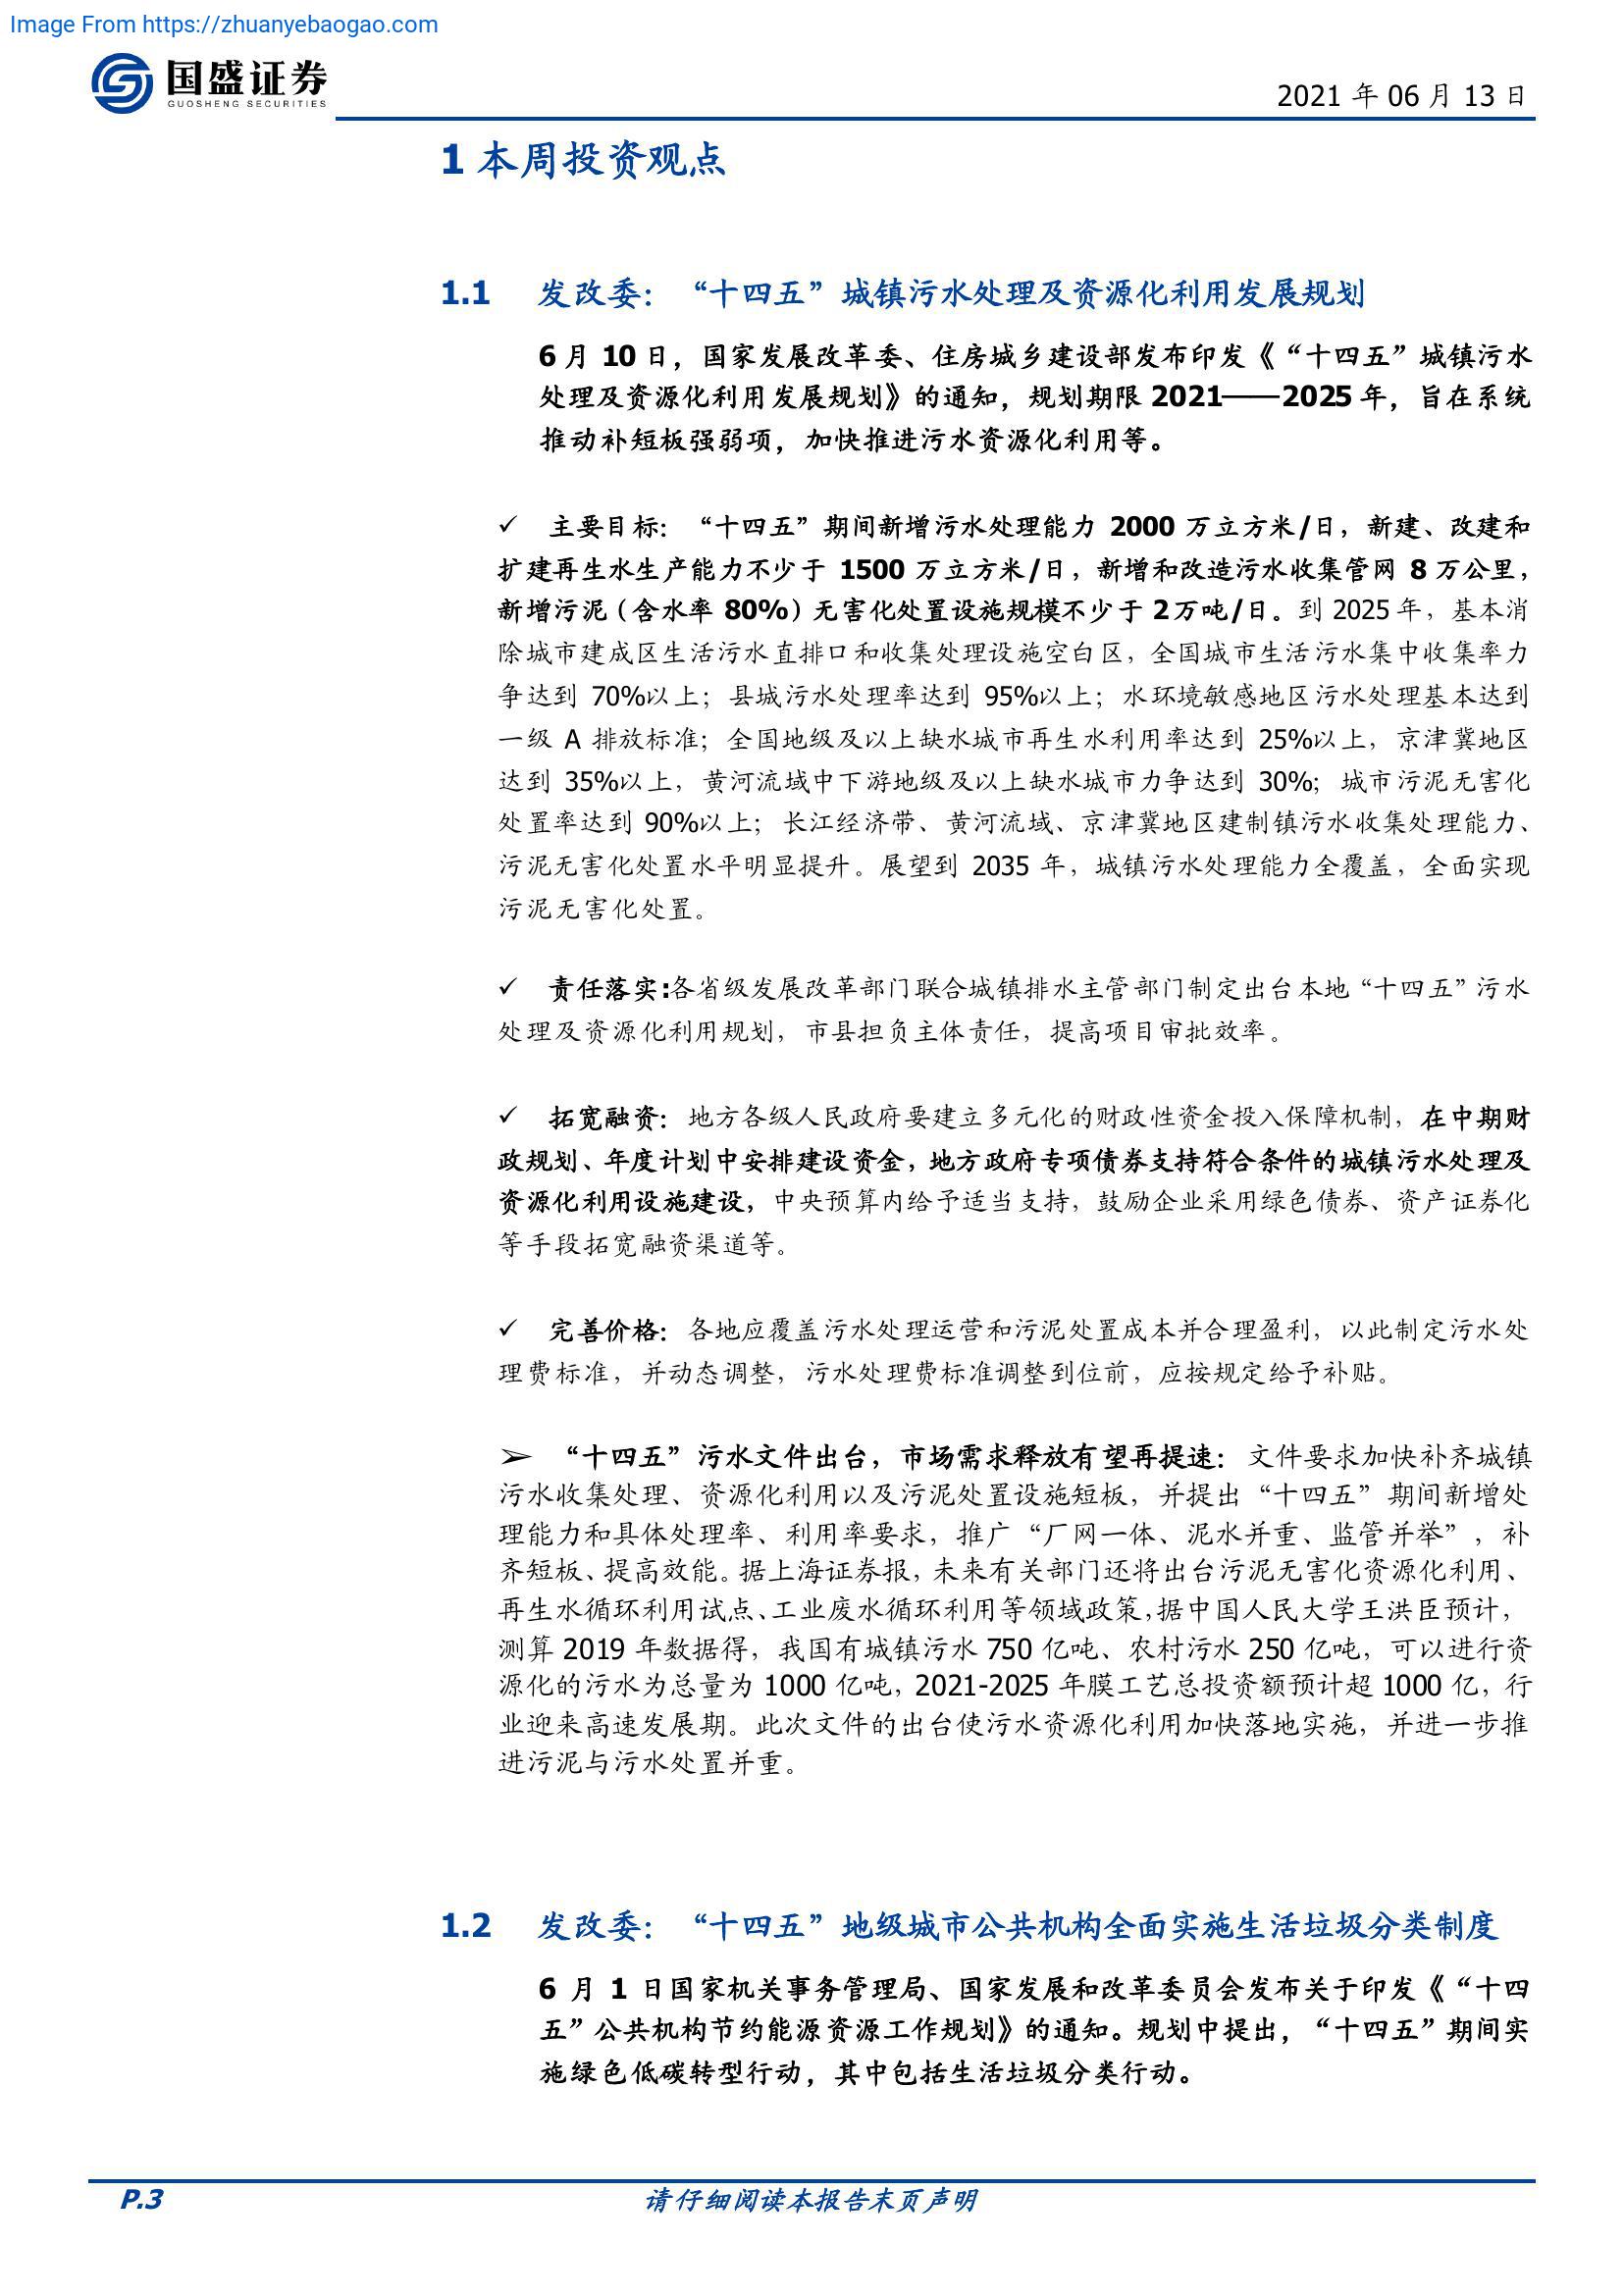 Image From https://zhuanyebaogao.com
国盛证券
GUOSHENG SECURITIES
2021 年 06 月 13 日
1 本周投资观点
1.1 发改委：“十四五”城镇污水处理及资源化利用发展规划
6 月 10 日，国家发展改革委、住房城乡建设部发布印发《“十四五”城镇污水
处理及资源化利用发展规划》的通知，规划期限 2021——2025 年，旨在系统
推动补短板强弱项，加快推进污水资源化利用等。
✓ 主要目标：“十四五”期间新增污水处理能力 2000 万立方米/日，新建、改建和
扩建再生水生产能力不少于 1500 万立方米/日，新增和改造污水收集管网 8 万公里，
新增污泥（含水率 80%）无害化处置设施规模不少于 2 万吨/日。到 2025 年，基本消
除城市建成区生活污水直排口和收集处理设施空白区，全国城市生活污水集中收集率力
争达到 70%以上；县城污水处理率达到 95%以上；水环境敏感地区污水处理基本达到
一级 A 排放标准；全国地级及以上缺水城市再生水利用率达到 25%以上，京津冀地区
达到 35%以上，黄河流域中下游地级及以上缺水城市力争达到 30%；城市污泥无害化
处置率达到 90%以上；长江经济带、黄河流域、京津冀地区建制镇污水收集处理能力、
污泥无害化处置水平明显提升。展望到 2035 年，城镇污水处理能力全覆盖，全面实现
污泥无害化处置。
✓ 责任落实:各省级发展改革部门联合城镇排水主管部门制定出台本地“十四五”污水
处理及资源化利用规划，市县担负主体责任，提高项目审批效率。
✓ 拓宽融资：地方各级人民政府要建立多元化的财政性资金投入保障机制，在中期财
政规划、年度计划中安排建设资金，地方政府专项债券支持符合条件的城镇污水处理及
资源化利用设施建设，中央预算内给予适当支持，鼓励企业采用绿色债券、资产证券化
等手段拓宽融资渠道等。
✓ 完善价格：各地应覆盖污水处理运营和污泥处置成本并合理盈利，以此制定污水处
理费标准，并动态调整，污水处理费标准调整到位前，应按规定给予补贴。
➢ “十四五”污水文件出台，市场需求释放有望再提速：文件要求加快补齐城镇
污水收集处理、资源化利用以及污泥处置设施短板，并提出“十四五”期间新增处
理能力和具体处理率、利用率要求，推广“厂网一体、泥水并重、监管并举”，补
齐短板、提高效能。据上海证券报，未来有关部门还将出台污泥无害化资源化利用、
再生水循环利用试点、工业废水循环利用等领域政策，据中国人民大学王洪臣预计，
测算 2019 年数据得，我国有城镇污水 750 亿吨、农村污水 250 亿吨，可以进行资
源化的污水为总量为 1000 亿吨，2021-2025 年膜工艺总投资额预计超 1000 亿，行
业迎来高速发展期。此次文件的出台使污水资源化利用加快落地实施，并进一步推
进污泥与污水处置并重。
1.2 发改委：“十四五”地级城市公共机构全面实施生活垃圾分类制度
6 月 1 日国家机关事务管理局、国家发展和改革委员会发布关于印发《“十四
五”公共机构节约能源资源工作规划》的通知。规划中提出，“十四五”期间实
施绿色低碳转型行动，其中包括生活垃圾分类行动。
P.3 请仔细阅读本报告末页声明